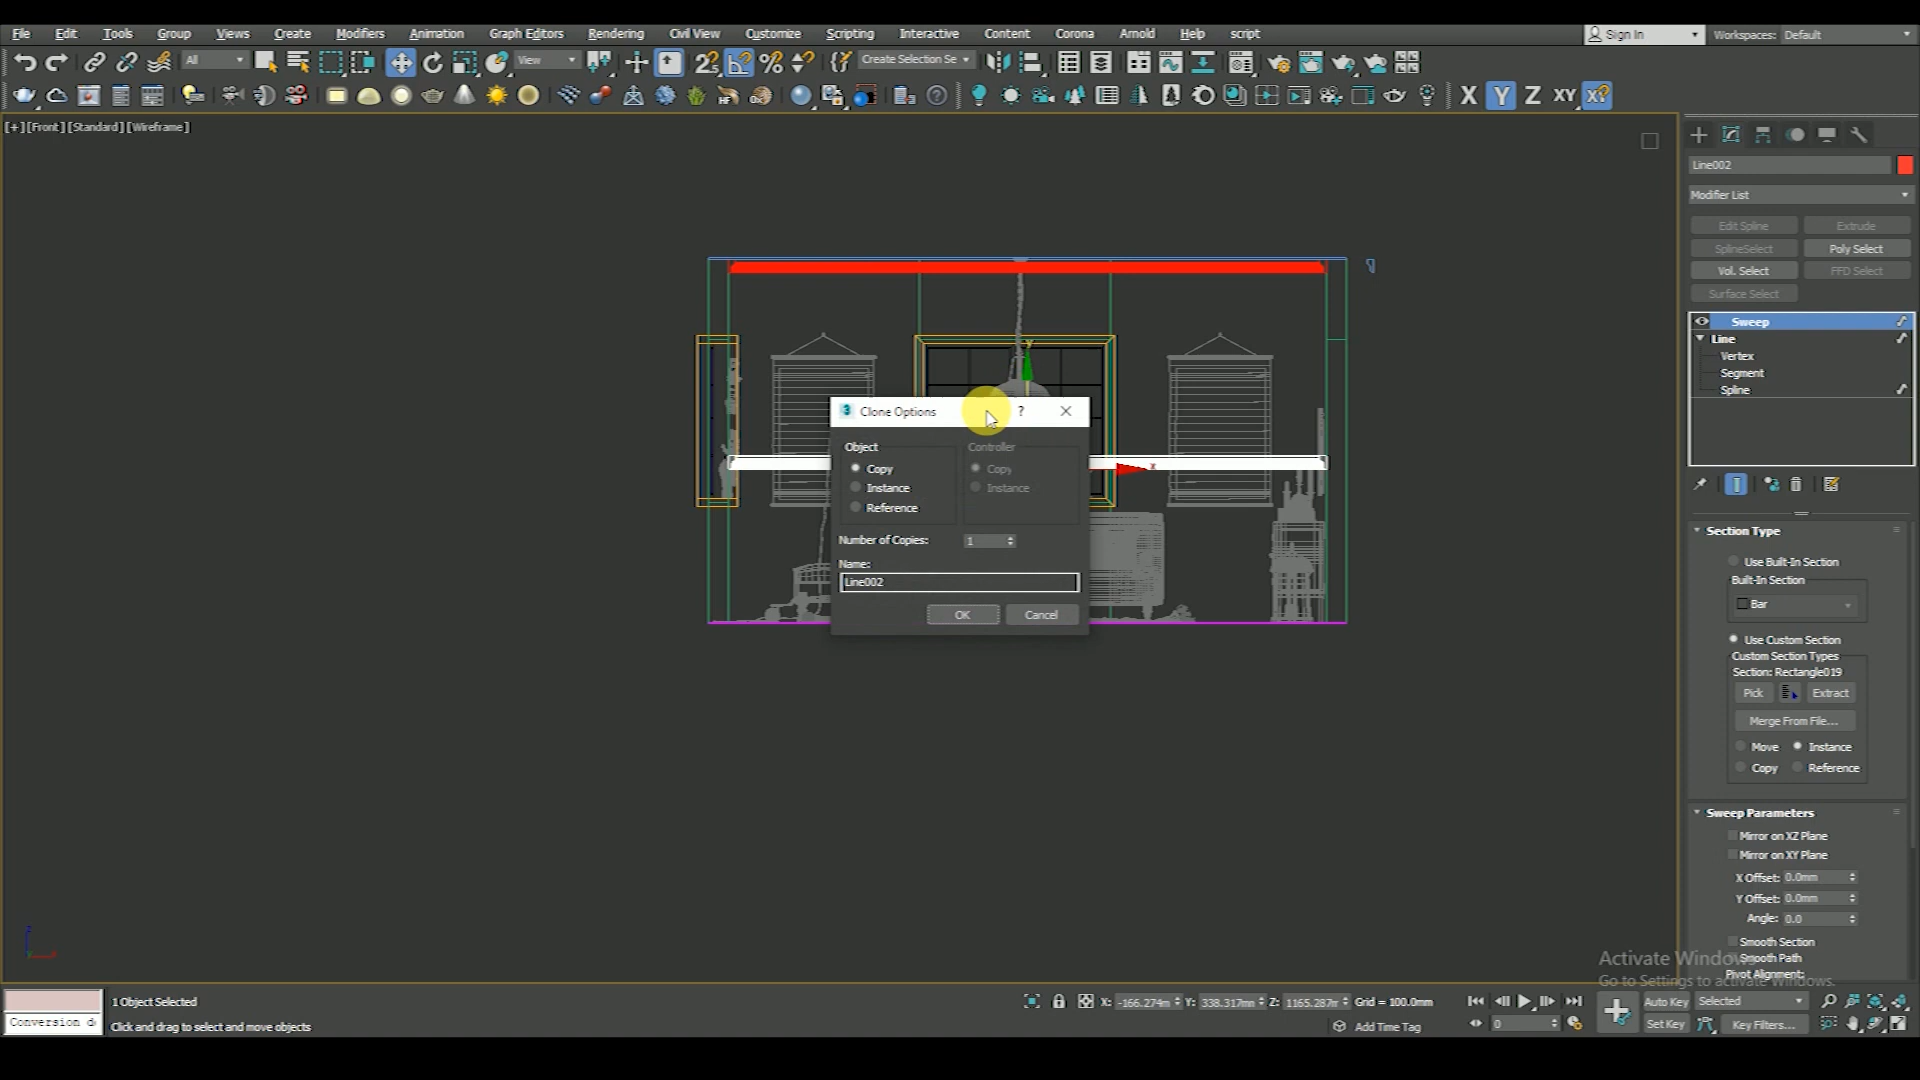 File Edit Tools Group Views Create Modifiers Animation Graph Editors Rendering Civil View Customize Scripting Interactive Content Corona Arnold Help script Sign In Workspaces: Default
All View Create Selection Se
X Y Z XY XY
[+] [Front] [Standard] [Wireframe]
Line002
Modifier List
Edit Spline Extrude
SplineSelect Poly Select
Vol. Select FFD Select
Surface Select
Sweep
Line
Vertex
Segment
Spline
y
x
3 Clone Options ? X
Object Controller
Copy Copy
Instance Instance
Reference
Number of Copies: 1
Name:
Line002
OK Cancel
Section Type
Use Built-In Section
Built-In Section
Bar
Use Custom Section
Custom Section Types
Section: Rectangle019
Pick Extract
Merge From File...
Move Instance
Copy Reference
Sweep Parameters
Mirror on XZ Plane
Mirror on XY Plane
X Offset: 0.0mm
Y Offset: 0.0mm
Angle: 0.0
Smooth Section
Smooth Path
Pivot Alignment:
Activate Windows
Go to Settings to activate Windows.
z
1 Object Selected X: -166.274m Y: 338.317mm Z: 1165.287m Grid = 100.0mm Auto Key Selected
Conversion d Click and drag to select and move objects Add Time Tag 0 Set Key Key Filters...